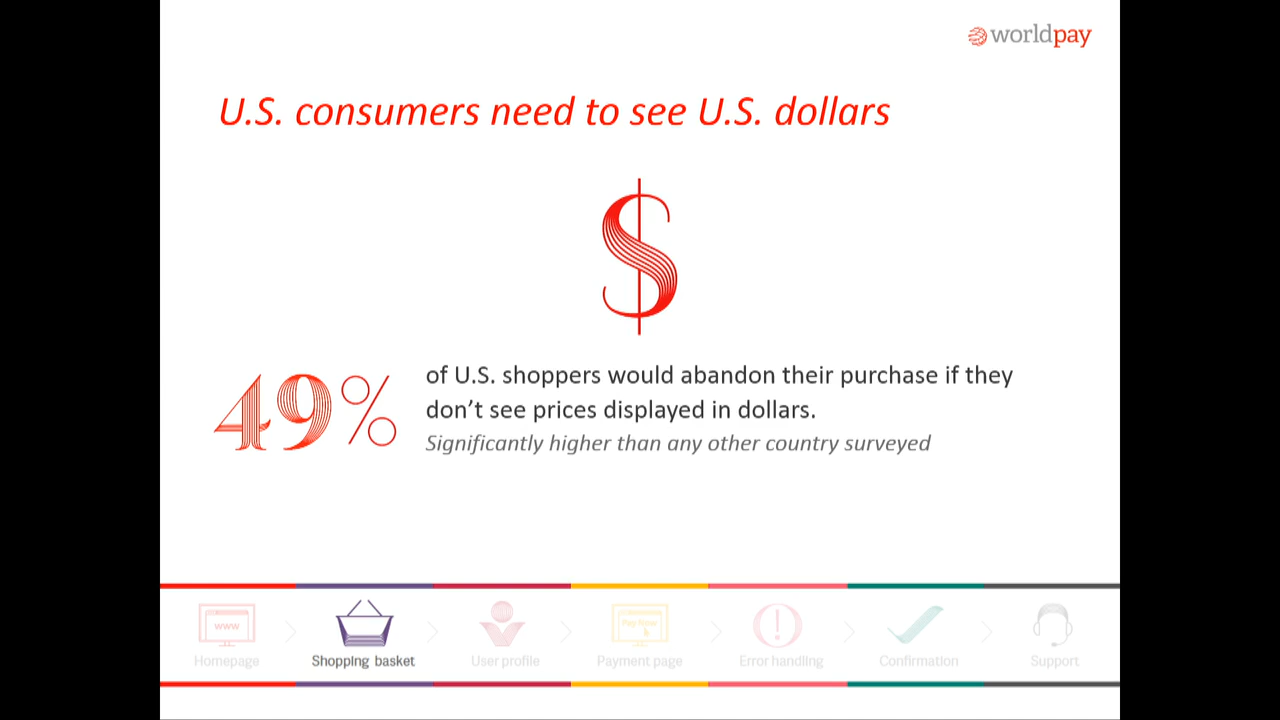 worldpay
U.S. consumers need to see U.S. dollars
$
49%
of U.S. shoppers would abandon their purchase if they
don't see prices displayed in dollars.
Significantly higher than any other country surveyed
www
Pay Now
Homepage
Shopping basket
User profile
Payment page
Error handling
Confirmation
Support